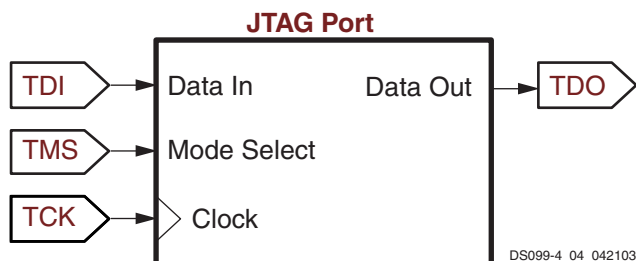 JTAG Port
TDI Data In Data Out TDO
TMS Mode Select
TCK Clock
DS099-4_04_042103